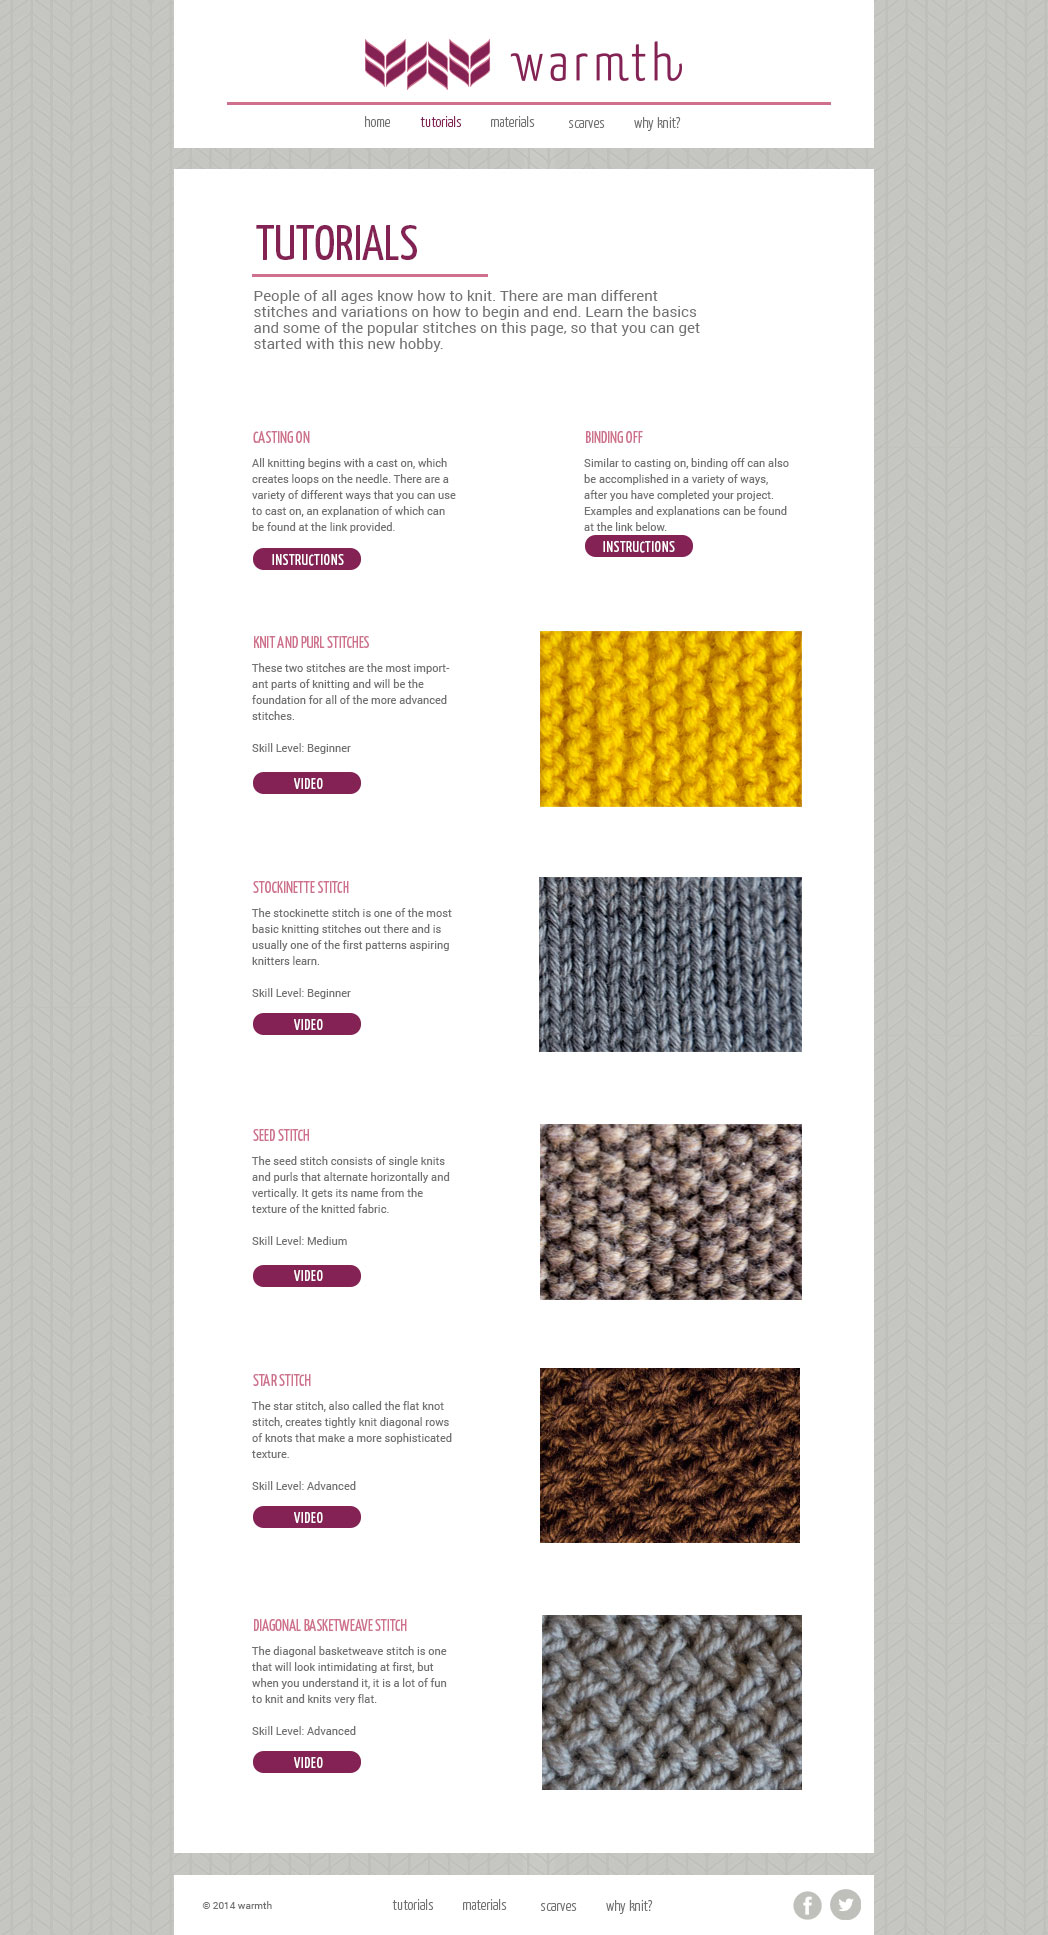 warmth
home tutorials materials scarves why knit?
TUTORIALS
People of all ages know how to knit. There are man different
stitches and variations on how to begin and end. Learn the basics
and some of the popular stitches on this page, so that you can get
started with this new hobby.
CASTING ON
All knitting begins with a cast on, which
creates loops on the needle. There are a
variety of different ways that you can use
to cast on, an explanation of which can
be found at the link provided.
INSTRUCTIONS
BINDING OFF
Similar to casting on, binding off can also
be accomplished in a variety of ways,
after you have completed your project.
Examples and explanations can be found
at the link below.
INSTRUCTIONS
KNIT AND PURL STITCHES
These two stitches are the most import-
ant parts of knitting and will be the
foundation for all of the more advanced
stitches.
Skill Level: Beginner
VIDEO
STOCKINETTE STITCH
The stockinette stitch is one of the most
basic knitting stitches out there and is
usually one of the first patterns aspiring
knitters learn.
Skill Level: Beginner
VIDEO
SEED STITCH
The seed stitch consists of single knits
and purls that alternate horizontally and
vertically. It gets its name from the
texture of the knitted fabric.
Skill Level: Medium
VIDEO
STAR STITCH
The star stitch, also called the flat knot
stitch, creates tightly knit diagonal rows
of knots that make a more sophisticated
texture.
Skill Level: Advanced
VIDEO
DIAGONAL BASKETWEAVE STITCH
The diagonal basketweave stitch is one
that will look intimidating at first, but
when you understand it, it is a lot of fun
to knit and knits very flat.
Skill Level: Advanced
VIDEO
© 2014 warmth tutorials materials scarves why knit?